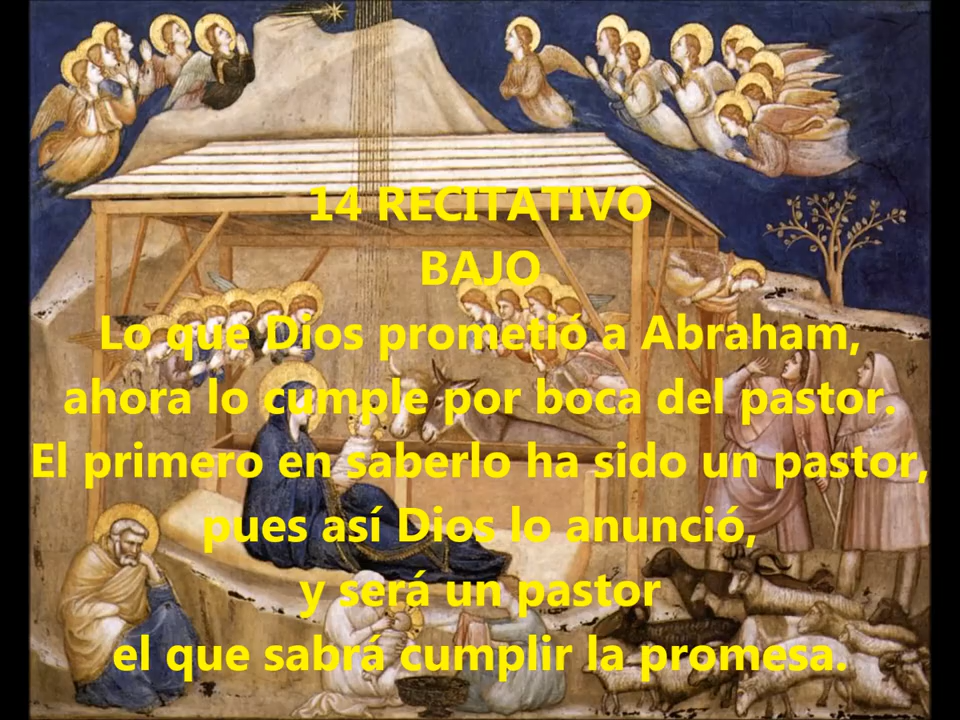 14 RECITATIVO
BAJO
Lo que Dios prometió a Abraham,
ahora lo cumple por boca del pastor.
El primero en saberlo ha sido un pastor,
pues así Dios lo anunció,
y será un pastor
el que sabrá cumplir la promesa.